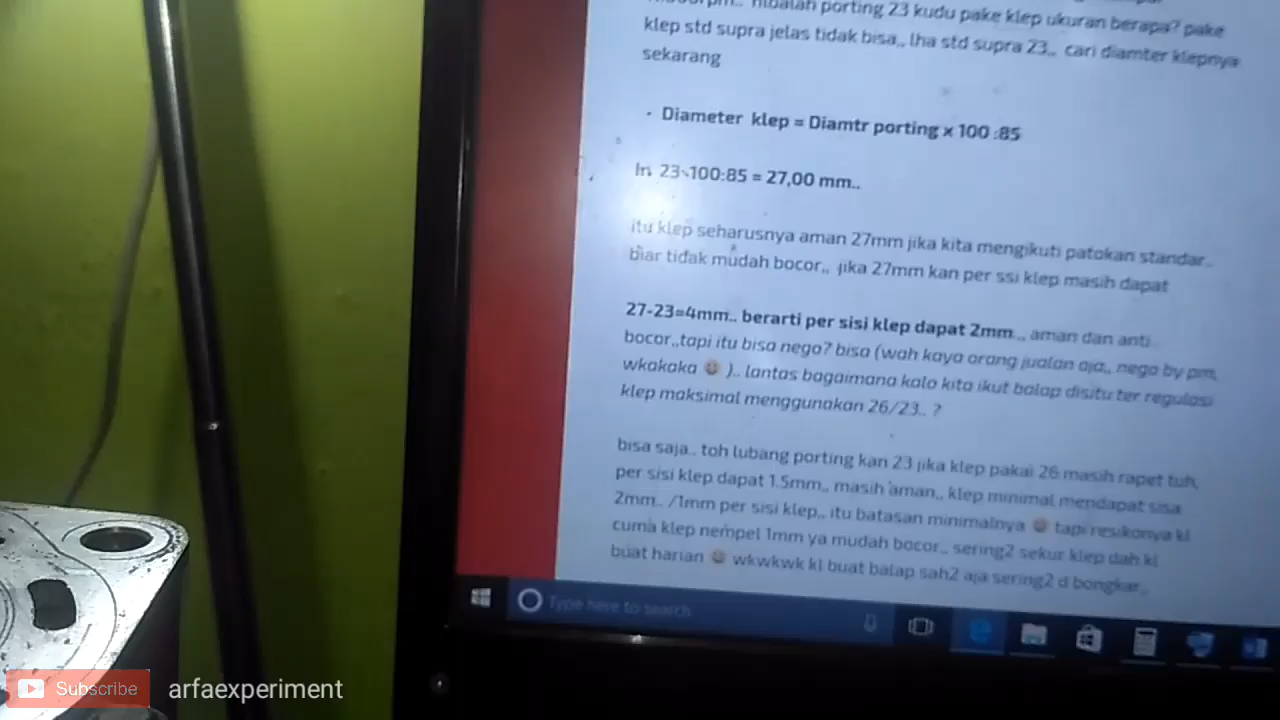 porting 23 kudu pake klep ukuran berapa? pake
klep std supra jelas tidak bisa,, lha std supra 23,, cari diamter klepnya
sekarang
- Diameter klep = Diamtr porting x 100 :85
In 23x100:85 = 27,00 mm..
itu klep seharusnya aman 27mm jika kita mengikuti patokan standar..
biar tidak mudah bocor,, jika 27mm kan per ssi klep masih dapat
27-23=4mm.. berarti per sisi klep dapat 2mm,,, aman dan anti
bocor,,tapi itu bisa nego? bisa (wah kaya orang jualan aja,, nego by pm,
wkakaka 😀 ).. lantas bagaimana kalo kita ikut balap disitu ter regulasi
klep maksimal menggunakan 26/23.. ?
bisa saja.. toh lubang porting kan 23 jika klep pakai 26 masih rapet tuh,
per sisi klep dapat 1.5mm,, masih aman,, klep minimal mendapat sisa
2mm.. /1mm per sisi klep,, itu batasan minimalnya 😀 tapi resikonya kl
cuma klep nempel 1mm ya mudah bocor,, sering2 sekur klep dah kl
buat harian 😀 wkwkwk kl buat balap sah2 aja sering2 d bongkar,,
Type here to search
Subscribe
arfaexperiment